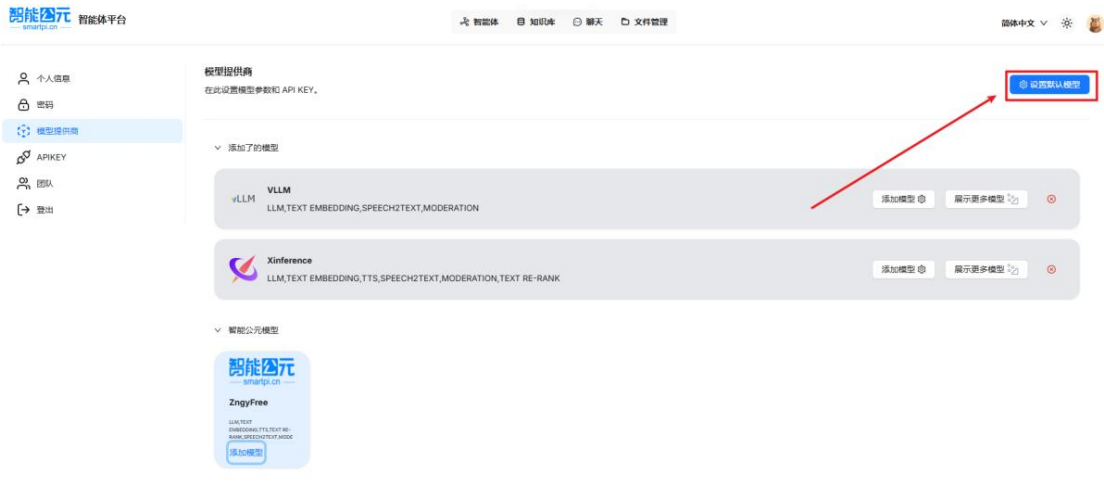 智能公元
smartpi.cn
智能体平台
智能体
知识库
聊天
文件管理
简体中文
个人信息
密码
模型提供商
APIKEY
团队
登出
模型提供商
在此设置模型参数和 API KEY。
设置默认模型
添加了的模型
vLLM
VLLM
LLM,TEXT EMBEDDING,SPEECH2TEXT,MODERATION
添加模型
展示更多模型
Xinference
LLM,TEXT EMBEDDING,TTS,SPEECH2TEXT,MODERATION,TEXT RE-RANK
添加模型
展示更多模型
智能公元模型
智能公元
smartpi.cn
ZngyFree
LLM,TEXT
EMBEDDING,TTS,TEXT RE-
RANK,SPEECH2TEXT,MODE
添加模型